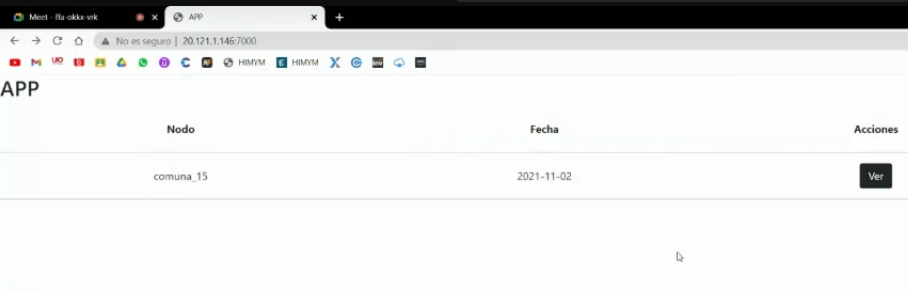 Meet - ffa-okkx-vrk
APP
No es seguro | 20.121.1.146:7000
HIMYM
HIMYM
APP
Nodo Fecha Acciones
comuna_15 2021-11-02 Ver